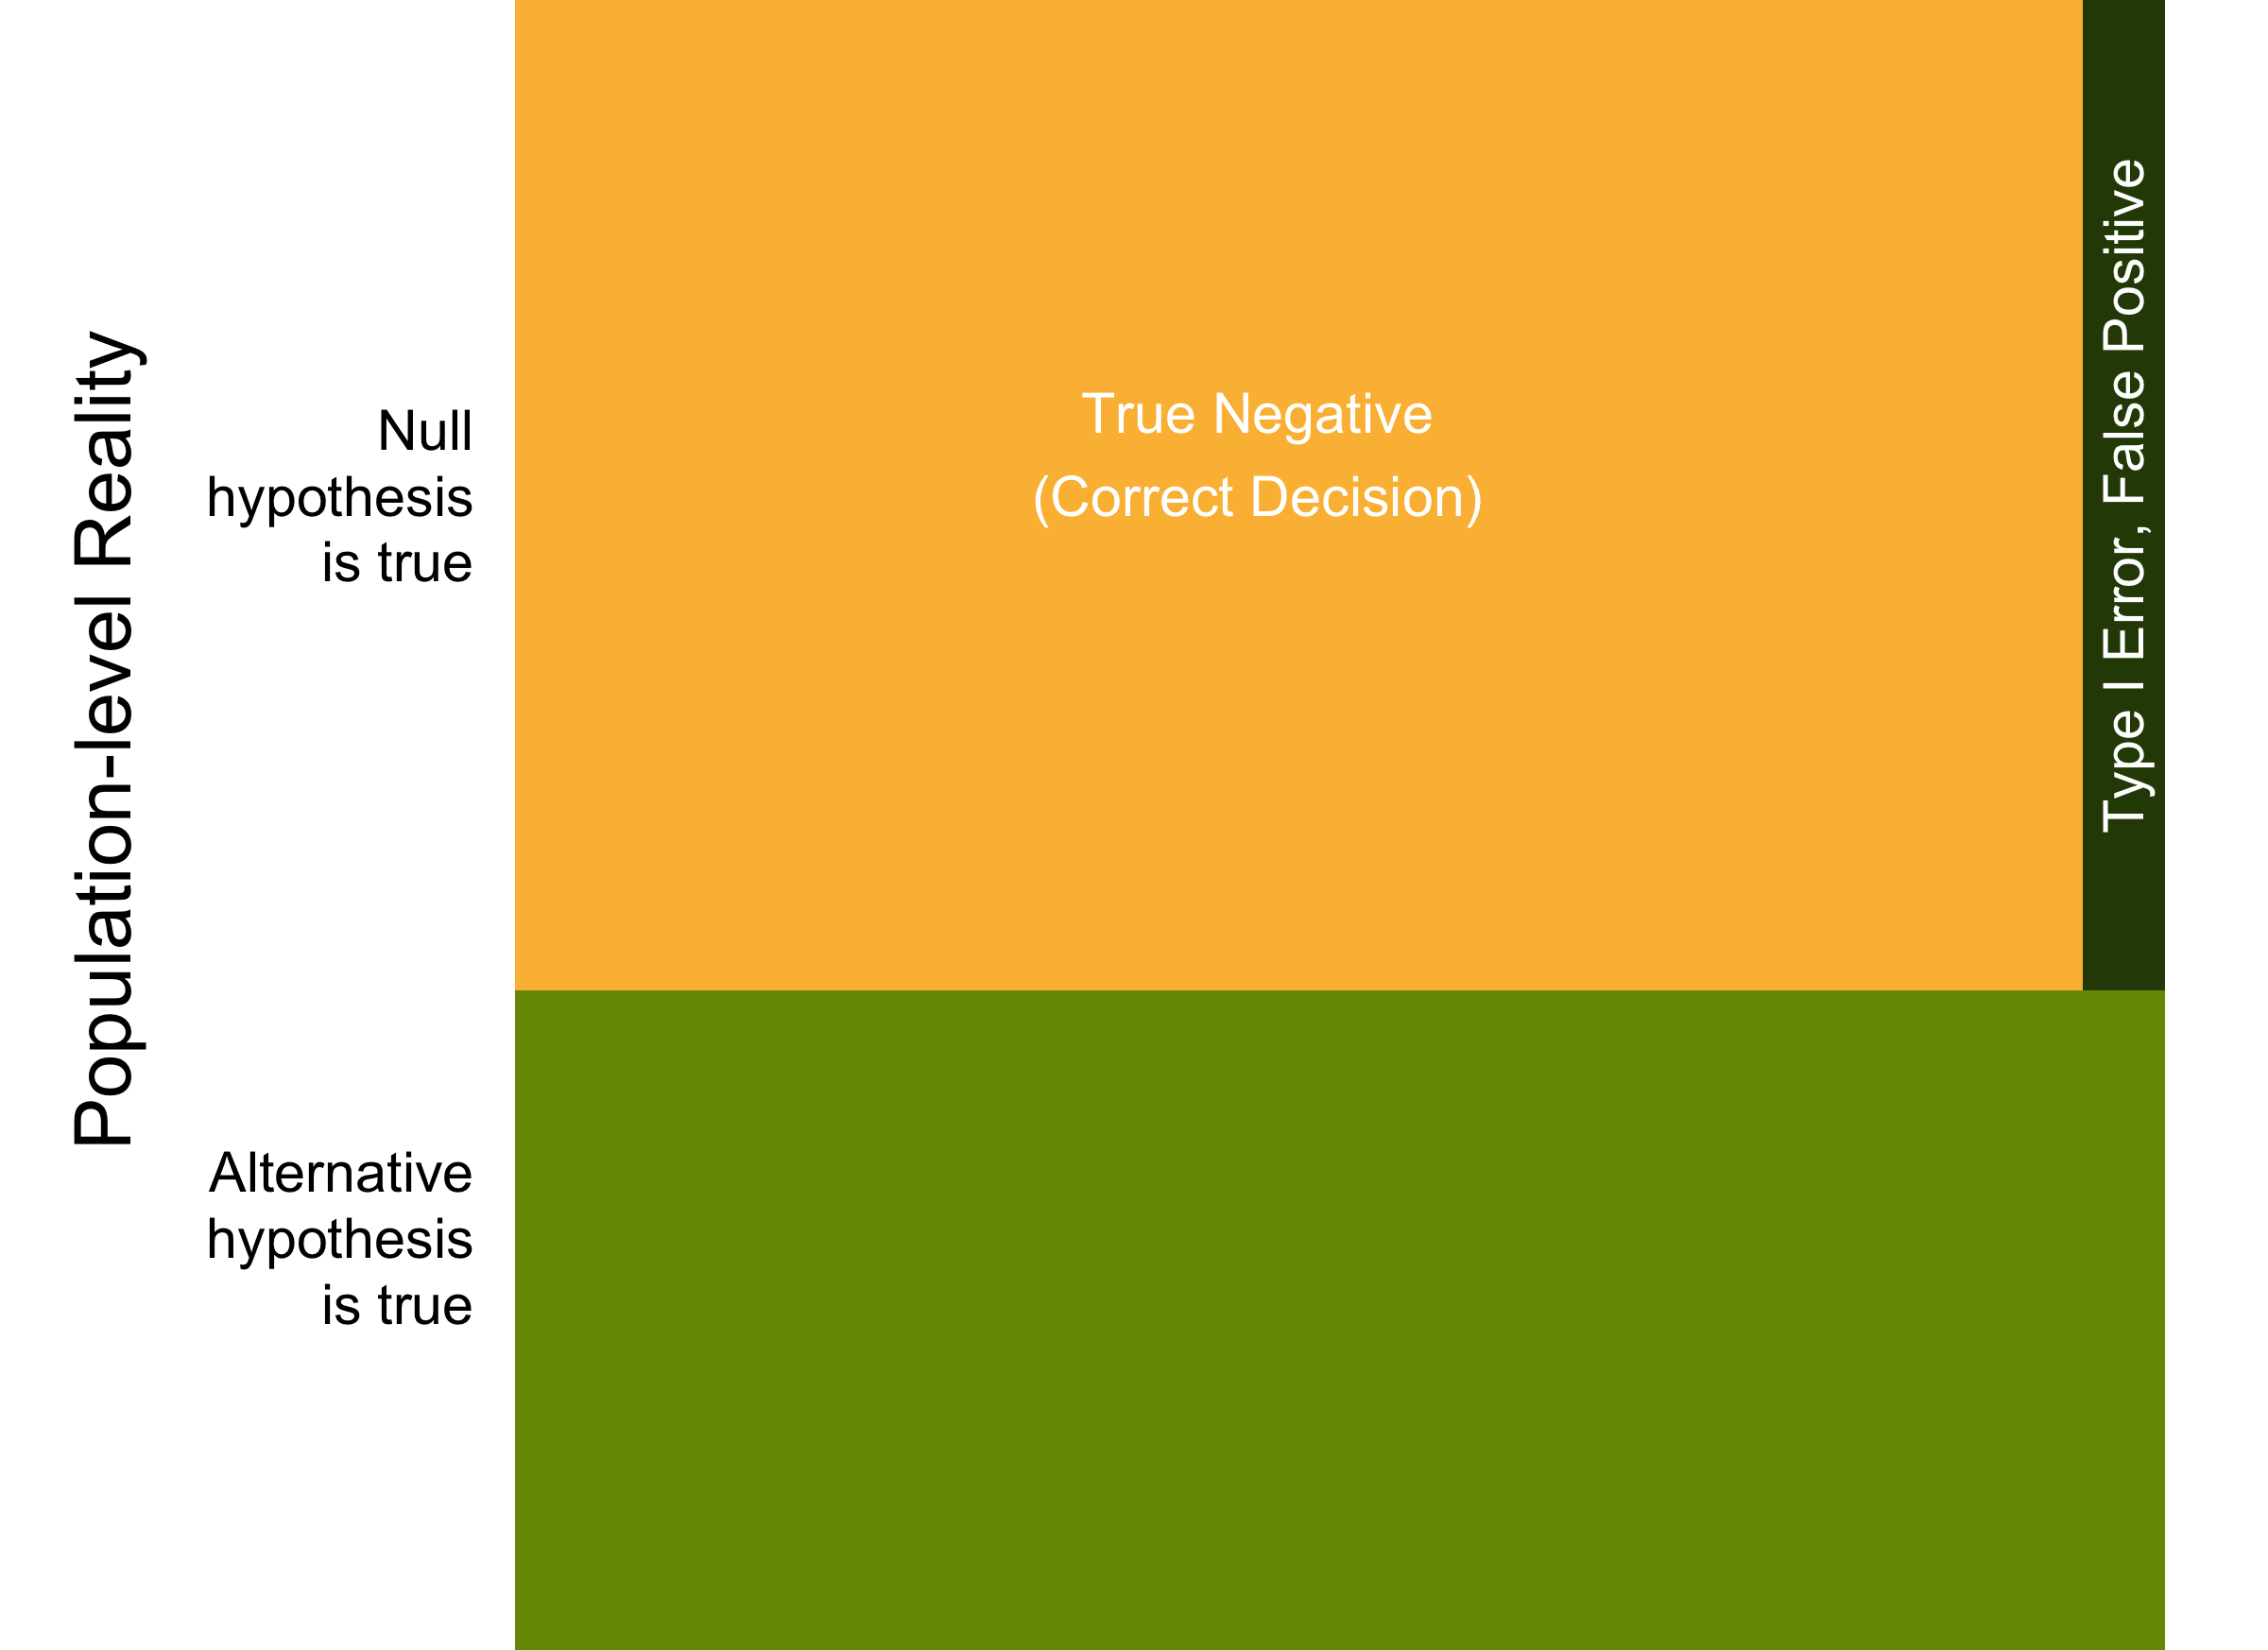 Population-level Reality
Null
hypothesis
is true
True Negative
(Correct Decision)
Type I Error, False Positive
Alternative
hypothesis
is true